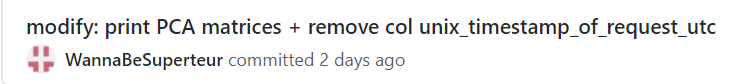 modify: print PCA matrices + remove col unix_timestamp_of_request_utc
WannaBeSuperteur committed 2 days ago